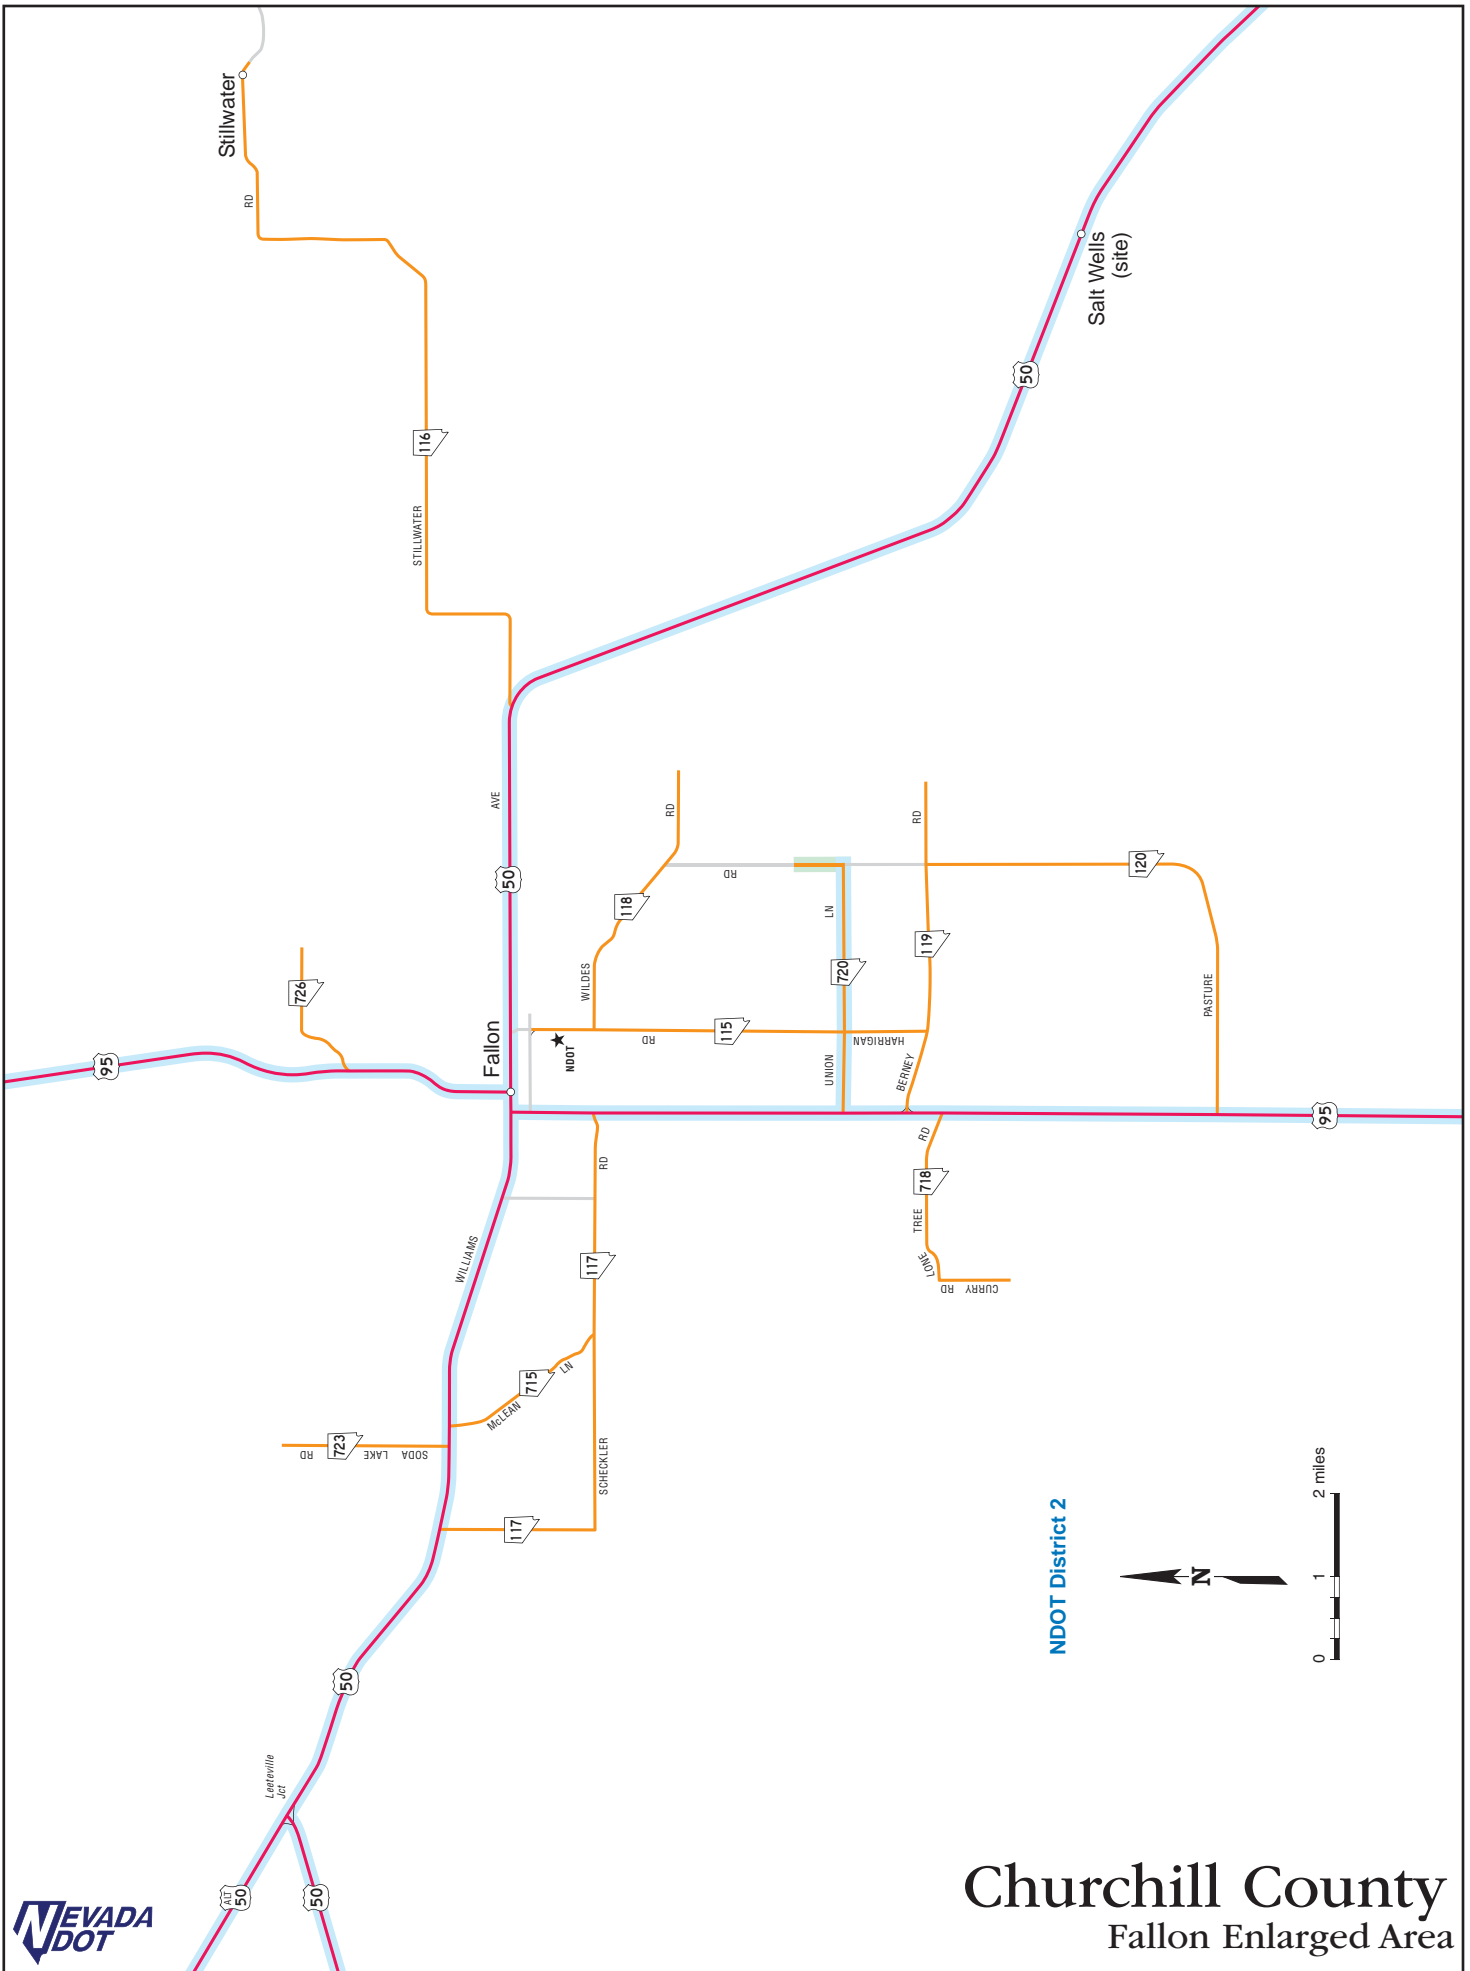 Stillwater
RD
116
STILLWATER
Salt Wells
(site)
50
AVE
50
RD
RD
RD
118
LN
119
120
726
WILDES
720
PASTURE
95
Fallon
NDOT
RD
115
HARRIGAN
UNION
BERNEY
95
RD
RD
718
TREE
LONE
CURRY RD
WILLIAMS
117
715
LN
McLEAN
RD
723
SODA LAKE
SCHECKLER
117
50
Leeteville
Jct
ALT
50
50
NDOT District 2
N
0 1 2 miles
NEVADA
DOT
Churchill County
Fallon Enlarged Area